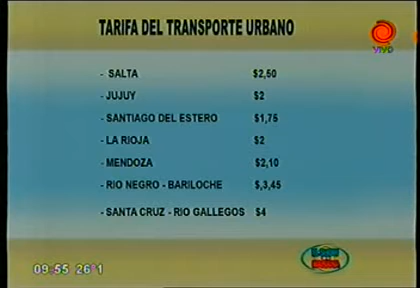 TARIFA DEL TRANSPORTE URBANO
VIVO
- SALTA $2,50
- JUJUY $2
- SANTIAGO DEL ESTERO $1,75
- LA RIOJA $2
- MENDOZA $2,10
- RIO NEGRO - BARILOCHE $,3,45
- SANTA CRUZ - RIO GALLEGOS $4
09:55 26°1